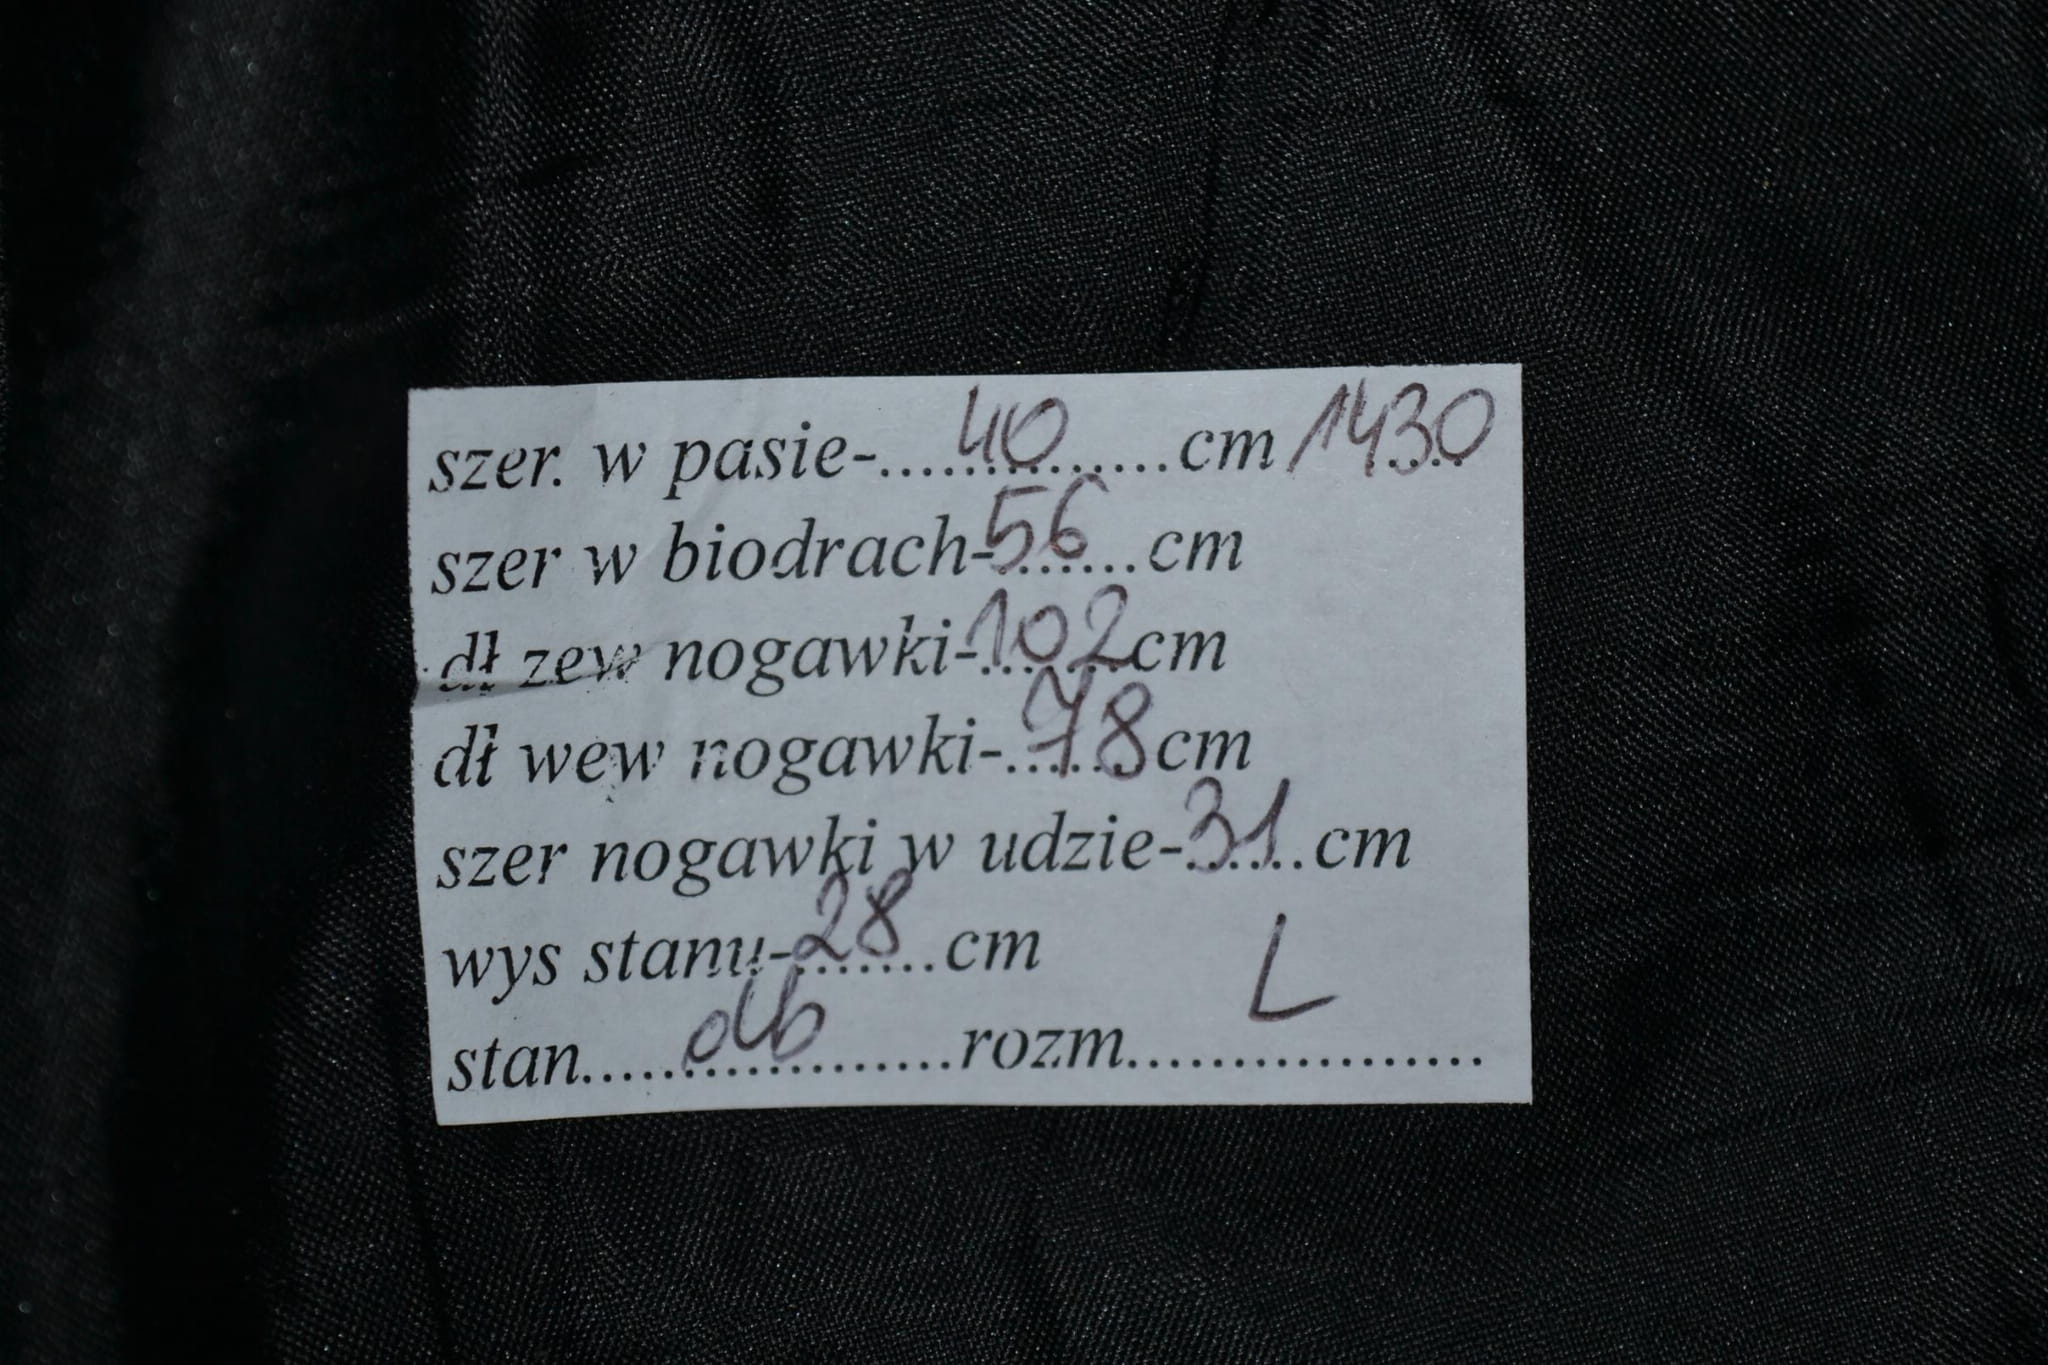 szer. w pasie-....40....cm 1430
szer w biodrach-56....cm
dł zew nogawki-102cm
dł wew nogawki-..78cm
szer nogawki w udzie-31..cm
wys stanu-28..cm
stan.....db......rozm....L....